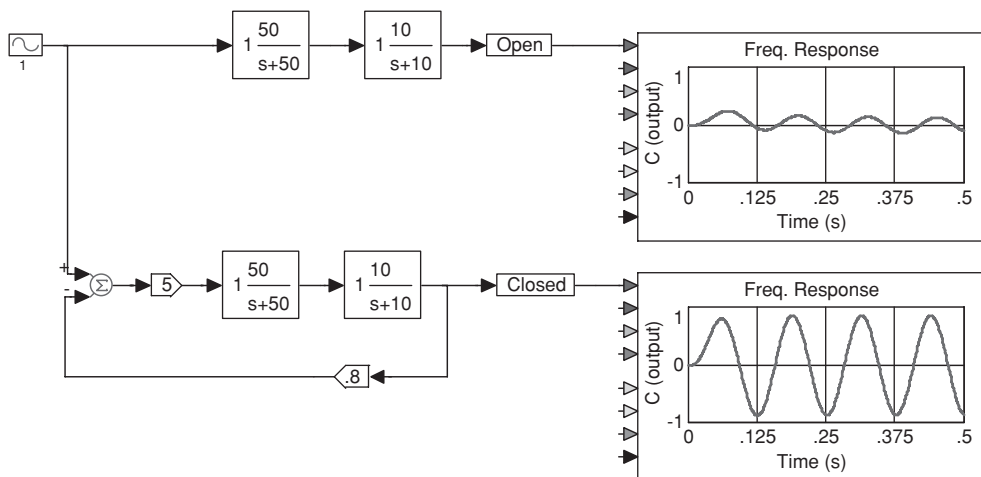 1
1 50 1 10
s+50 s+10
Open
Freq. Response
C (output)
1
0
-1
0 .125 .25 .375 .5
Time (s)
+
-
Σ
5
1 50 1 10
s+50 s+10
Closed
.8
Freq. Response
C (output)
1
0
-1
0 .125 .25 .375 .5
Time (s)